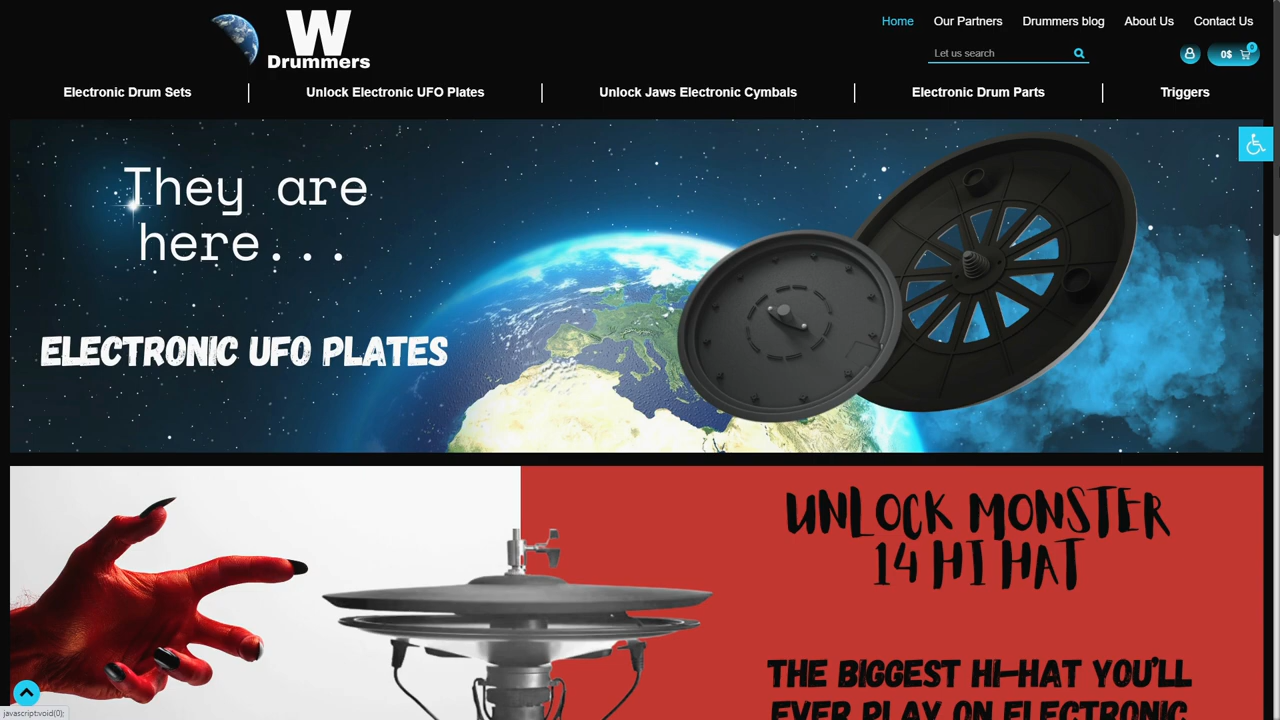 W
Drummers
Home
Our Partners
Drummers blog
About Us
Contact Us
Let us search
0$
0
Electronic Drum Sets
Unlock Electronic UFO Plates
Unlock Jaws Electronic Cymbals
Electronic Drum Parts
Triggers
They are
here...
ELECTRONIC UFO PLATES
UNLOCK MONSTER
14 HI HAT
THE BIGGEST HI-HAT YOU'LL
EVER PLAY ON ELECTRONIC
javascript:void(0);